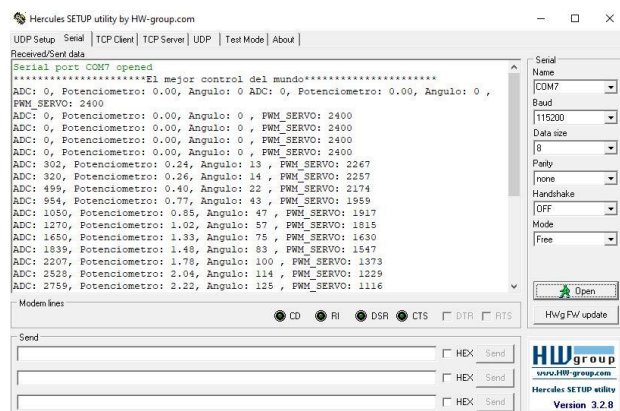 Hercules SETUP utility by HW-group.com
UDP Setup Serial TCP Client TCP Server UDP Test Mode About
Received/Sent data
Serial port COM7 opened
**********************El mejor control del mundo**********************
ADC: 0, Potenciometro: 0.00, Angulo: 0 ADC: 0, Potenciometro: 0.00, Angulo: 0 ,
PWM_SERVO: 2400
ADC: 0, Potenciometro: 0.00, Angulo: 0 , PWM_SERVO: 2400
ADC: 0, Potenciometro: 0.00, Angulo: 0 , PWM_SERVO: 2400
ADC: 0, Potenciometro: 0.00, Angulo: 0 , PWM_SERVO: 2400
ADC: 0, Potenciometro: 0.00, Angulo: 0 , PWM_SERVO: 2400
ADC: 302, Potenciometro: 0.24, Angulo: 13 , PWM_SERVO: 2267
ADC: 320, Potenciometro: 0.26, Angulo: 14 , PWM_SERVO: 2257
ADC: 499, Potenciometro: 0.40, Angulo: 22 , PWM_SERVO: 2174
ADC: 954, Potenciometro: 0.77, Angulo: 43 , PWM_SERVO: 1959
ADC: 1050, Potenciometro: 0.85, Angulo: 47 , PWM_SERVO: 1917
ADC: 1270, Potenciometro: 1.02, Angulo: 57 , PWM_SERVO: 1815
ADC: 1650, Potenciometro: 1.33, Angulo: 75 , PWM_SERVO: 1630
ADC: 1839, Potenciometro: 1.48, Angulo: 83 , PWM_SERVO: 1547
ADC: 2207, Potenciometro: 1.78, Angulo: 100 , PWM_SERVO: 1373
ADC: 2528, Potenciometro: 2.04, Angulo: 114 , PWM_SERVO: 1229
ADC: 2759, Potenciometro: 2.22, Angulo: 125 , PWM_SERVO: 1116
Serial
Name
COM7
Baud
115200
Data size
8
Parity
none
Handshake
OFF
Mode
Free
Open
HWg FW update
Modem lines
CD RI DSR CTS DTR RTS
Send
HEX Send
HEX Send
HEX Send
HWgroup
www.HW-group.com
Hercules SETUP utility
Version 3.2.8